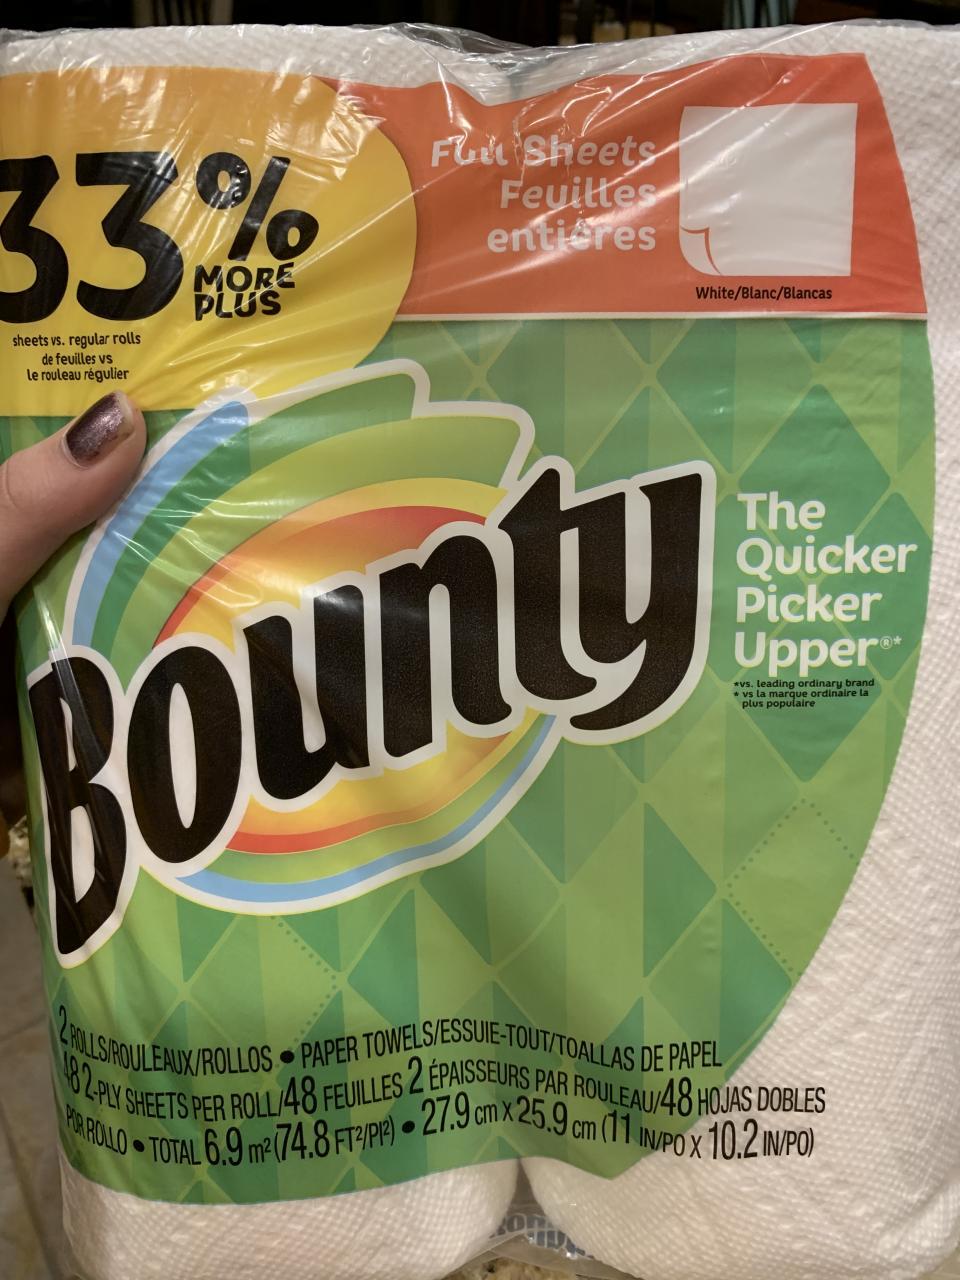 33%
MORE
PLUS
sheets vs. regular rolls
de feuilles vs
le rouleau régulier
Full Sheets
Feuilles
entières
White/Blanc/Blancas
Bounty
The
Quicker
Picker
Upper®*
*vs. leading ordinary brand
* vs la marque ordinaire la
plus populaire
2 ROLLS/ROULEAUX/ROLLOS • PAPER TOWELS/ESSUIE-TOUT/TOALLAS DE PAPEL
48 2-PLY SHEETS PER ROLL/48 FEUILLES 2 ÉPAISSEURS PAR ROULEAU/48 HOJAS DOBLES
POR ROLLO • TOTAL 6.9 m² (74.8 FT²/PI²) • 27.9 cm X 25.9 cm (11 IN/PO X 10.2 IN/PO)